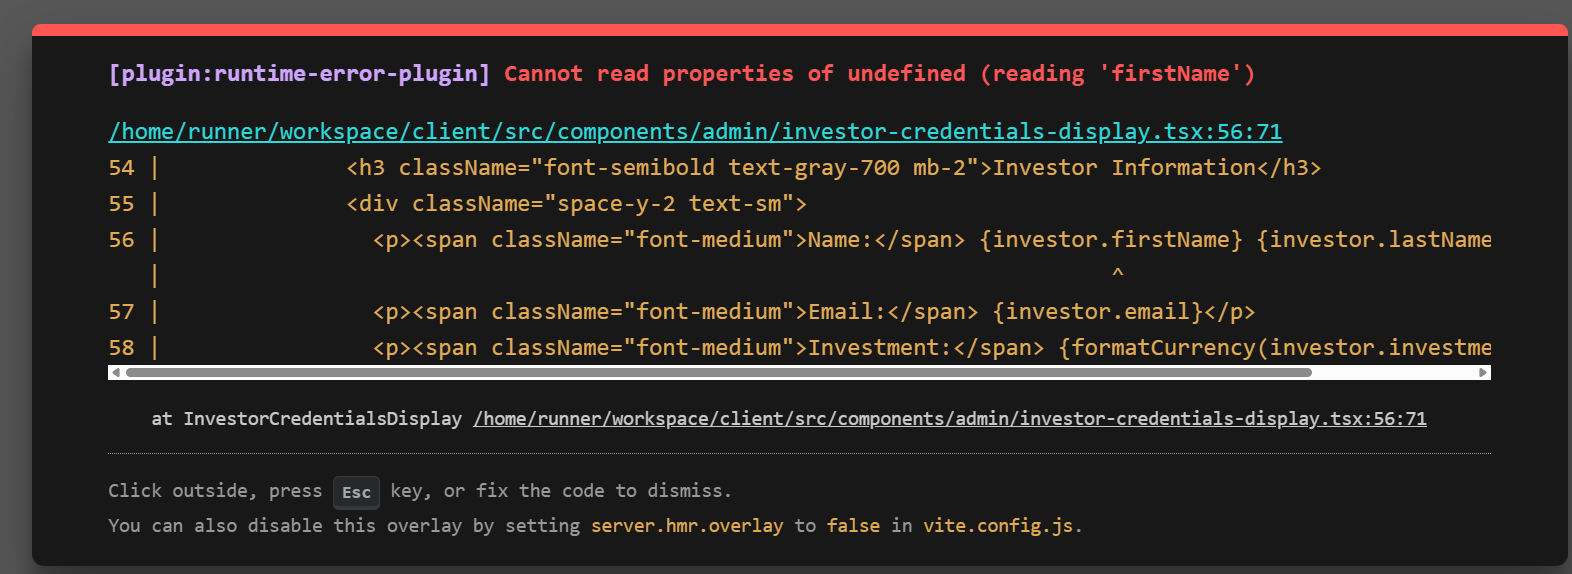 [plugin:runtime-error-plugin] Cannot read properties of undefined (reading 'firstName')
/home/runner/workspace/client/src/components/admin/investor-credentials-display.tsx:56:71
54 |              <h3 className="font-semibold text-gray-700 mb-2">Investor Information</h3>
55 |              <div className="space-y-2 text-sm">
56 |                <p><span className="font-medium">Name:</span> {investor.firstName} {investor.lastName
   |                                                                         ^
57 |                <p><span className="font-medium">Email:</span> {investor.email}</p>
58 |                <p><span className="font-medium">Investment:</span> {formatCurrency(investor.investme
at InvestorCredentialsDisplay /home/runner/workspace/client/src/components/admin/investor-credentials-display.tsx:56:71
Click outside, press Esc key, or fix the code to dismiss.
You can also disable this overlay by setting server.hmr.overlay to false in vite.config.js.